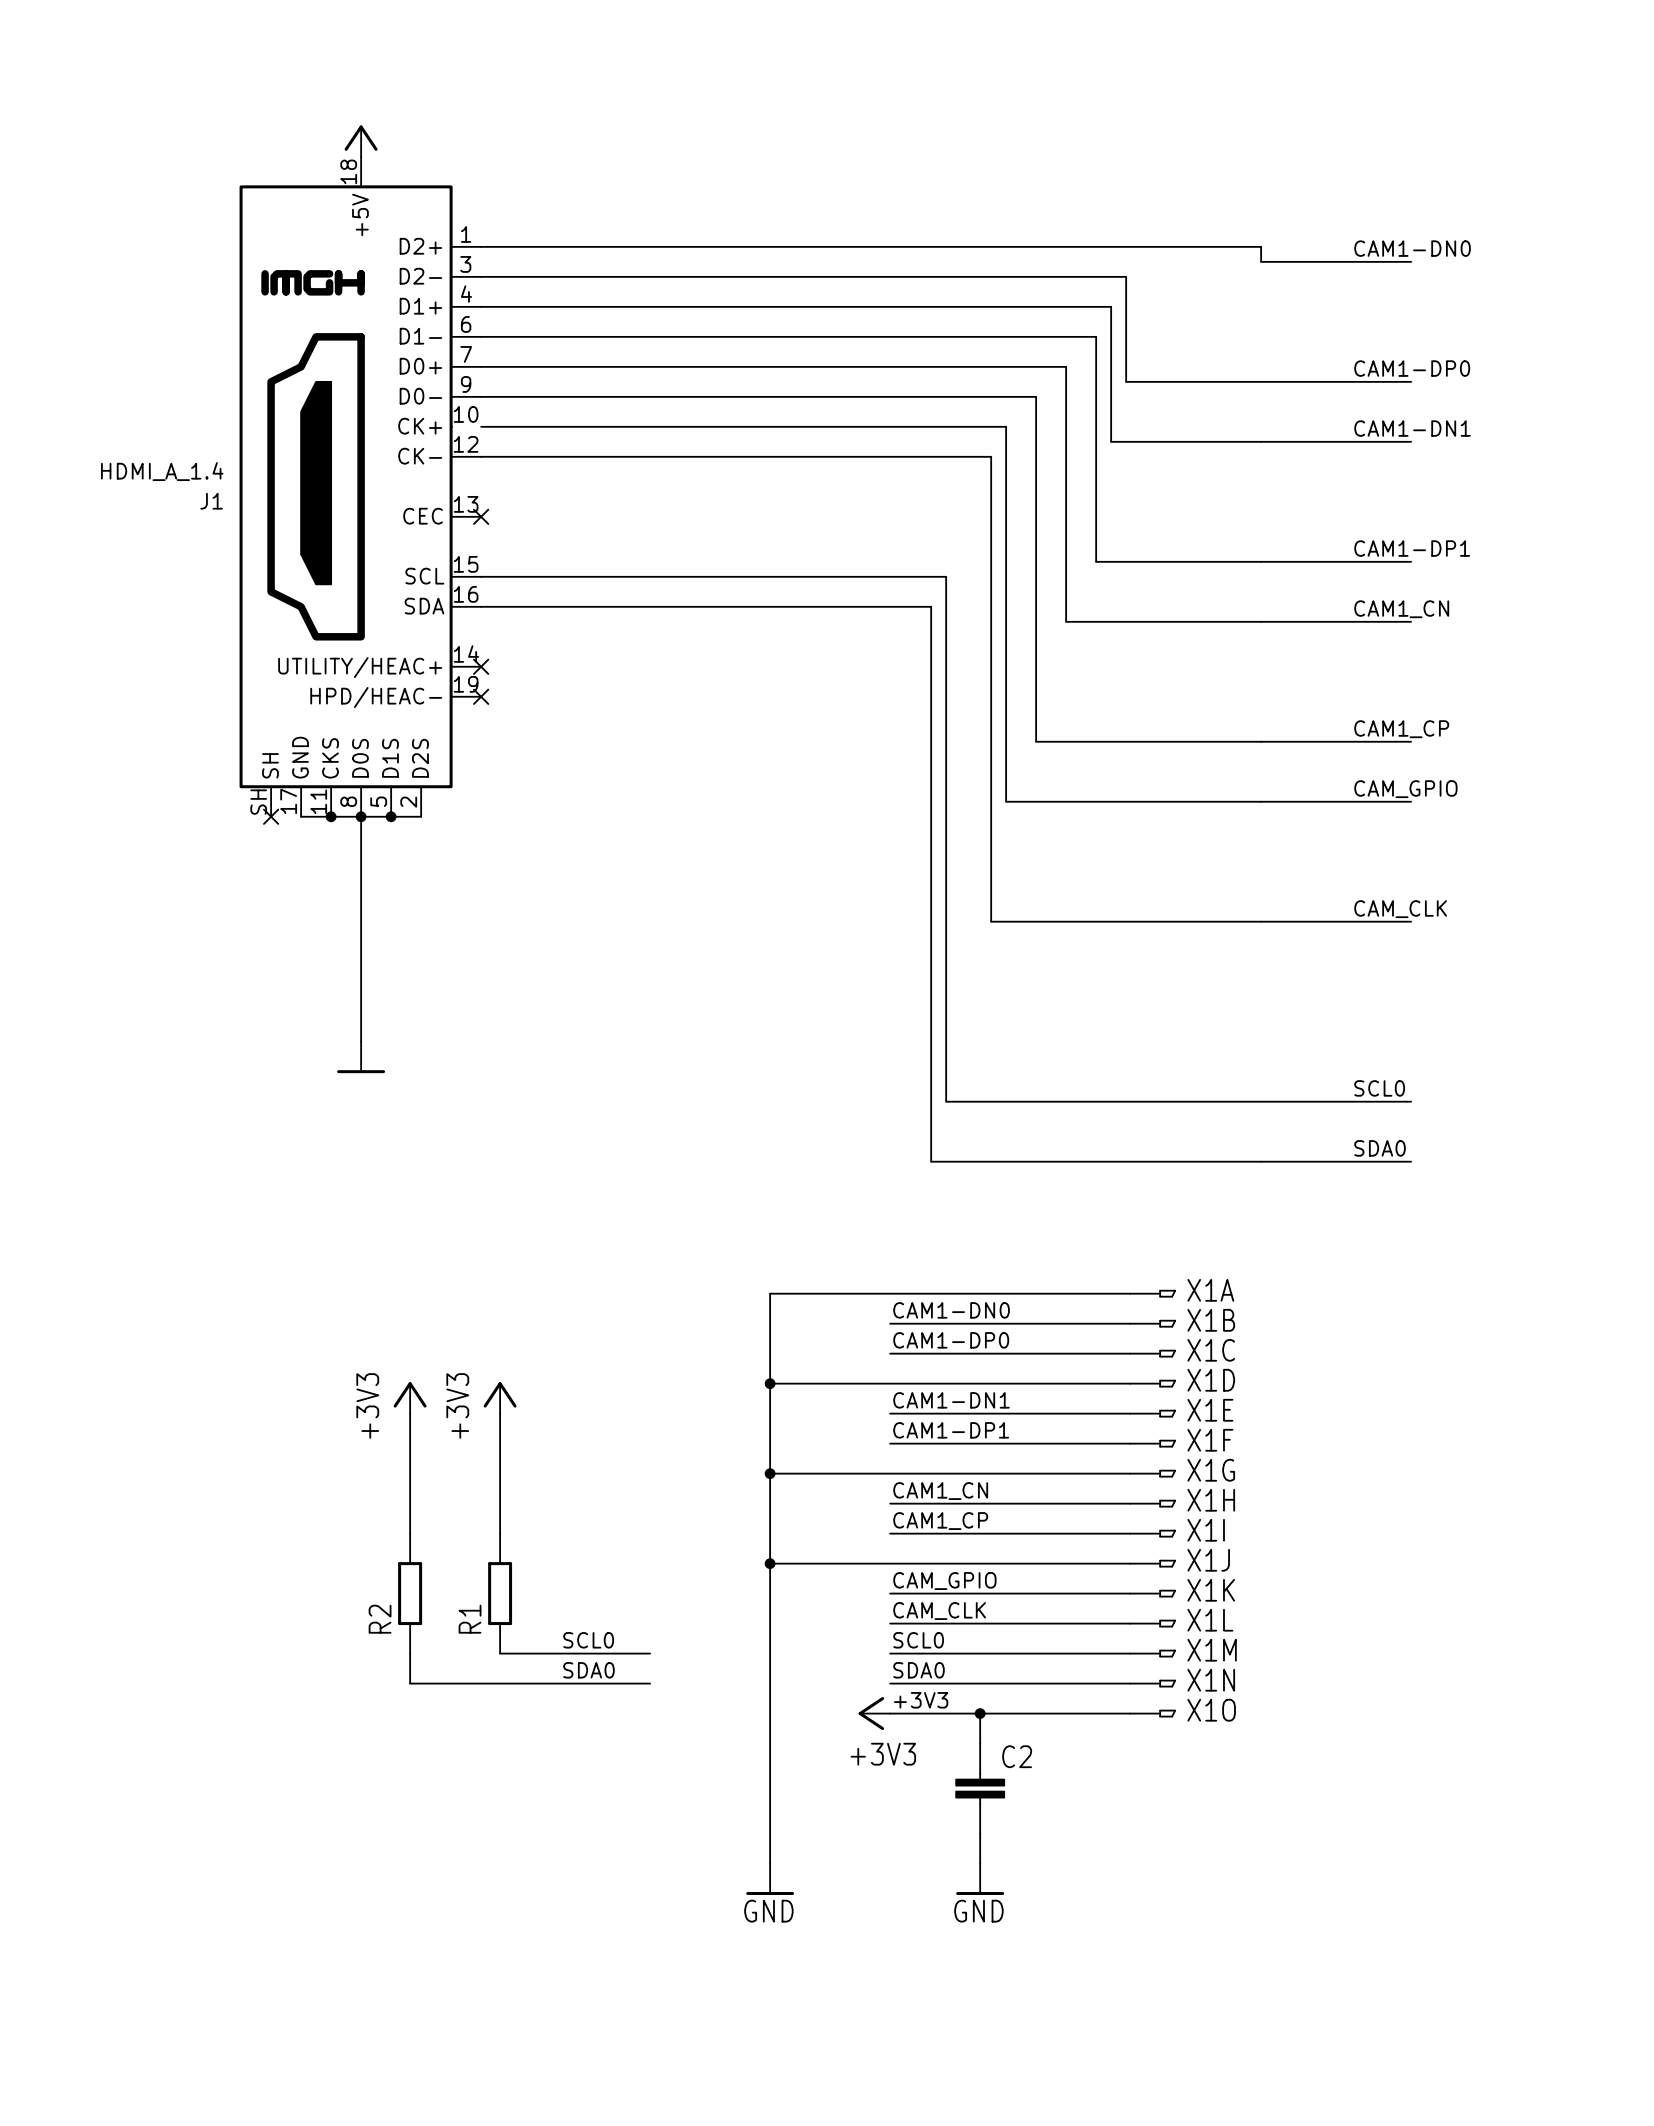 18
+5V
D2+ 1
CAM1-DN0
D2- 3
HDMI
D1+ 4
D1- 6
D0+ 7
CAM1-DP0
D0- 9
CK+ 10
CAM1-DN1
CK- 12
HDMI_A_1.4
J1
CEC 13
CAM1-DP1
SCL 15
SDA 16
CAM1_CN
UTILITY/HEAC+ 14
HPD/HEAC- 19
CAM1_CP
SH GND CKS D0S D1S D2S
SH 17 11 8 5 2
CAM_GPIO
CAM_CLK
SCL0
SDA0
X1A
CAM1-DN0 X1B
CAM1-DP0 X1C
X1D
CAM1-DN1 X1E
CAM1-DP1 X1F
X1G
CAM1_CN X1H
CAM1_CP X1I
X1J
CAM_GPIO X1K
CAM_CLK X1L
SCL0 X1M
SDA0 X1N
+3V3 X1O
+3V3
C2
GND GND
+3V3 +3V3
R2 R1
SCL0
SDA0